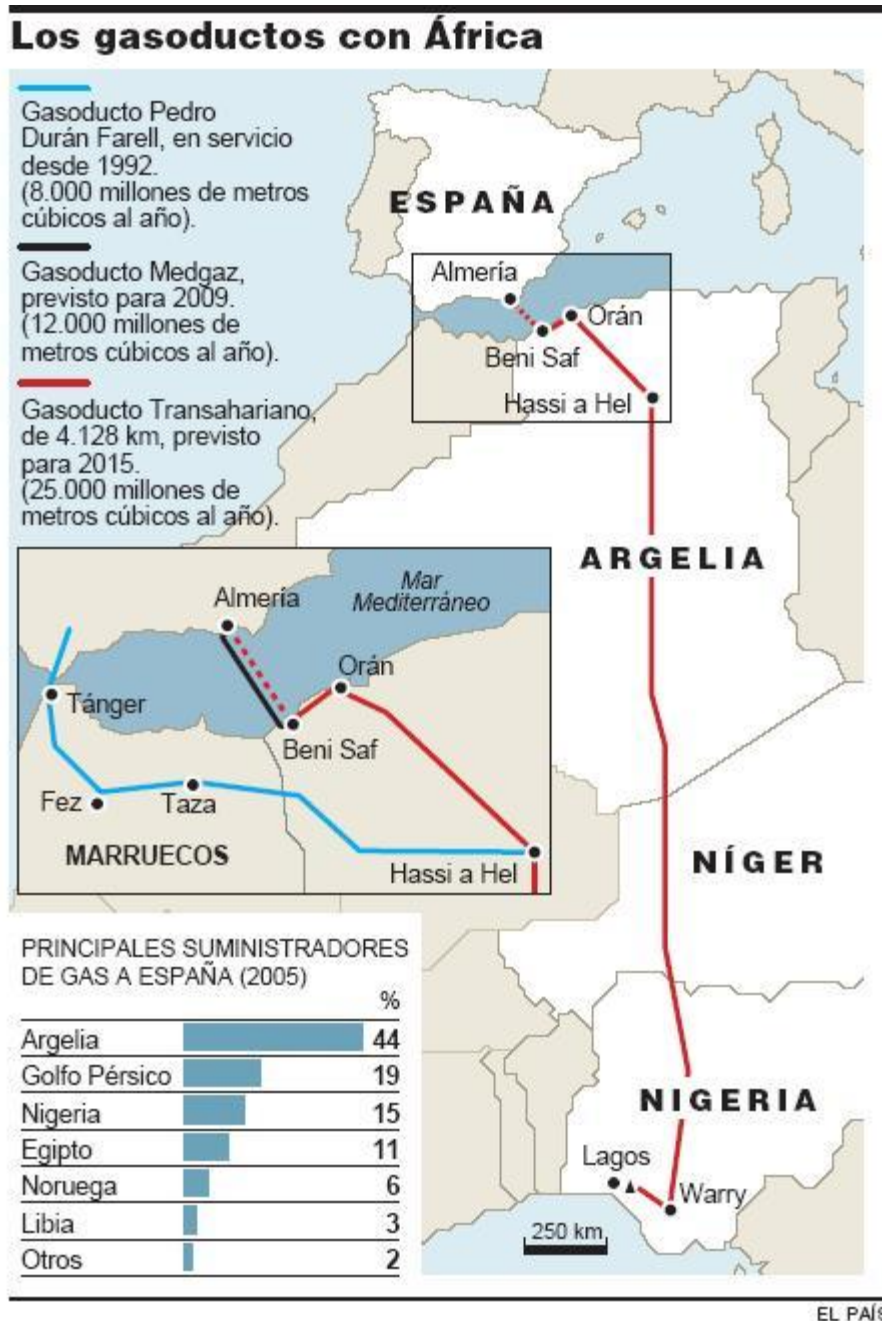 Los gasoductos con África
Gasoducto Pedro
Durán Farell, en servicio
desde 1992.
(8.000 millones de metros
cúbicos al año).
Gasoducto Medgaz,
previsto para 2009.
(12.000 millones de
metros cúbicos al año).
Gasoducto Transahariano,
de 4.128 km, previsto
para 2015.
(25.000 millones de
metros cúbicos al año).
ESPAÑA
Almería
Orán
Beni Saf
Hassi a Hel
ARGELIA
NÍGER
NIGERIA
Lagos
Warry
250 km
Almería
Mar
Mediterráneo
Orán
Tánger
Beni Saf
Fez
Taza
MARRUECOS
Hassi a Hel
PRINCIPALES SUMINISTRADORES
DE GAS A ESPAÑA (2005)
%
Argelia 44
Golfo Pérsico 19
Nigeria 15
Egipto 11
Noruega 6
Libia 3
Otros 2
EL PAÍS